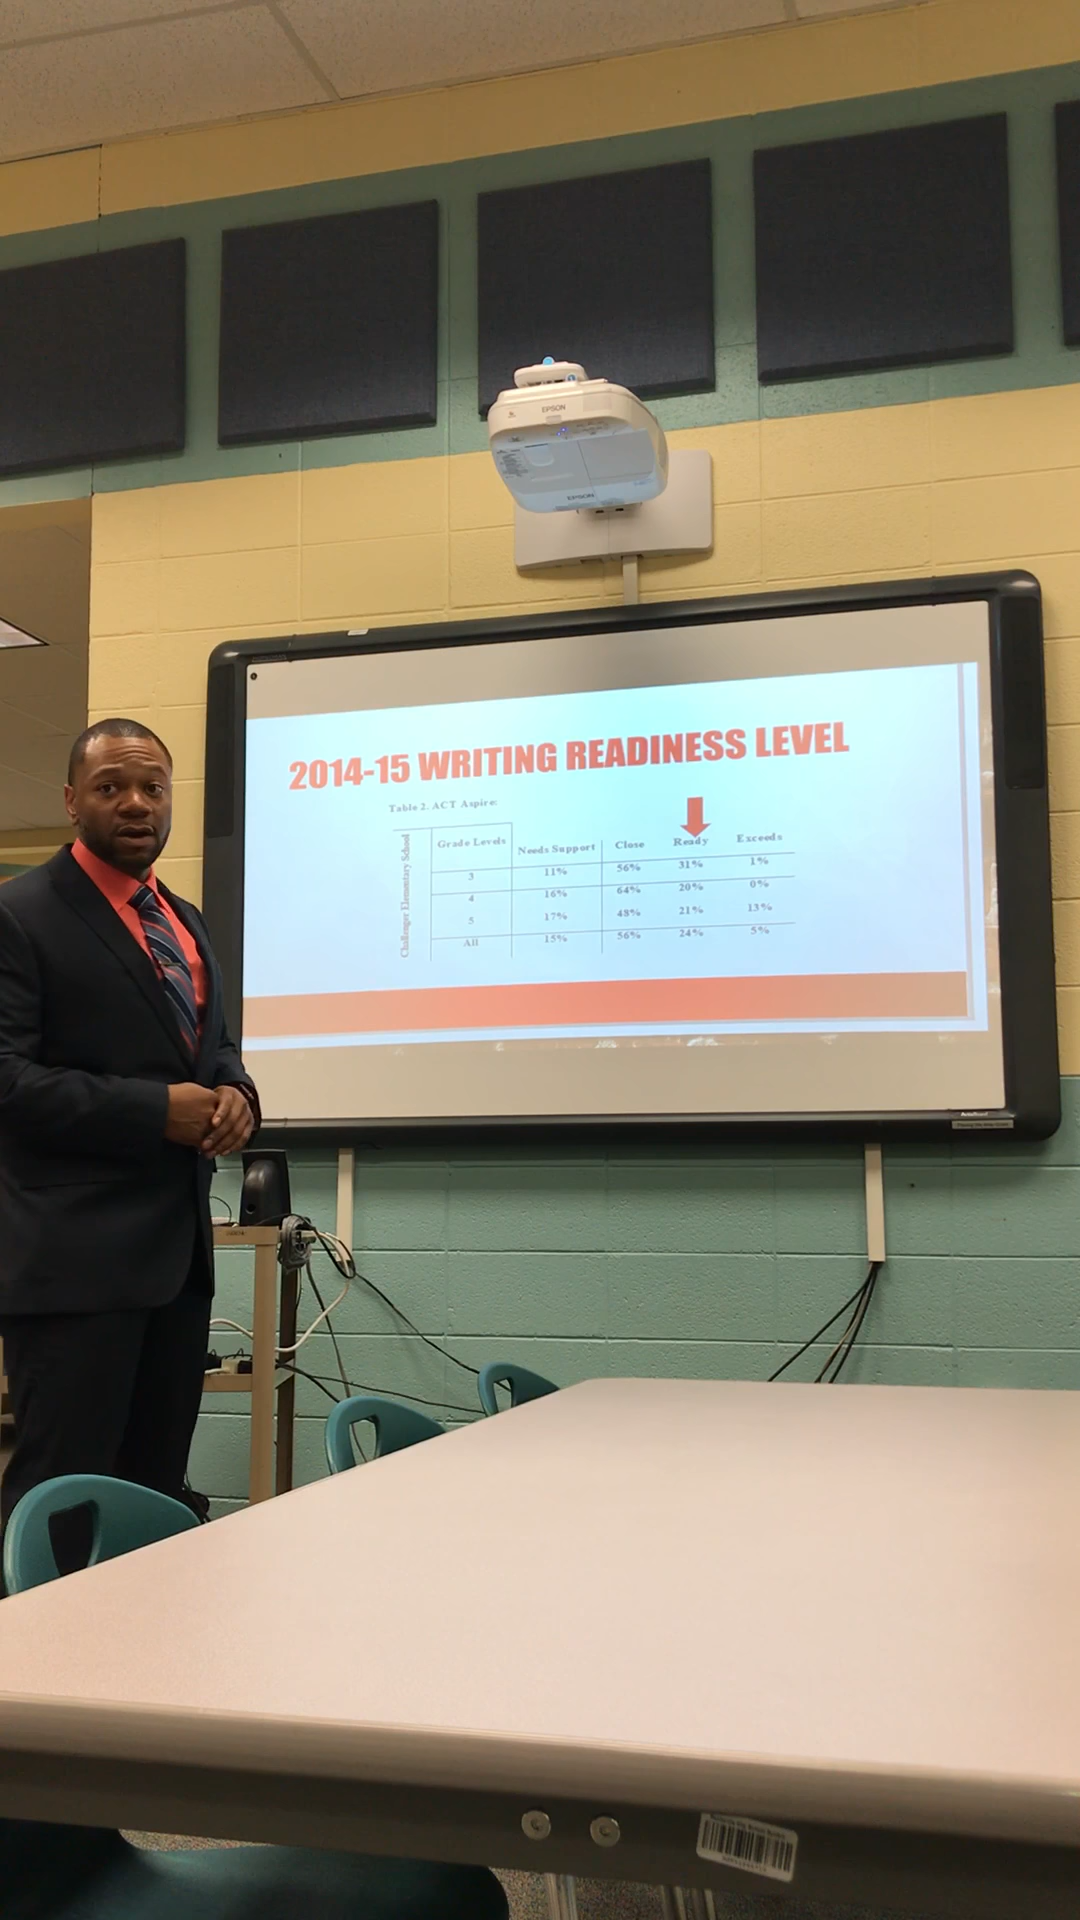 EPSON
EPSON
2014-15 WRITING READINESS LEVEL
Table 2. ACT Aspire:
Challenger Elementary School
Grade Levels Needs Support Close Ready Exceeds
3 11% 56% 31% 1%
4 16% 64% 20% 0%
5 17% 48% 21% 13%
All 15% 56% 24% 5%